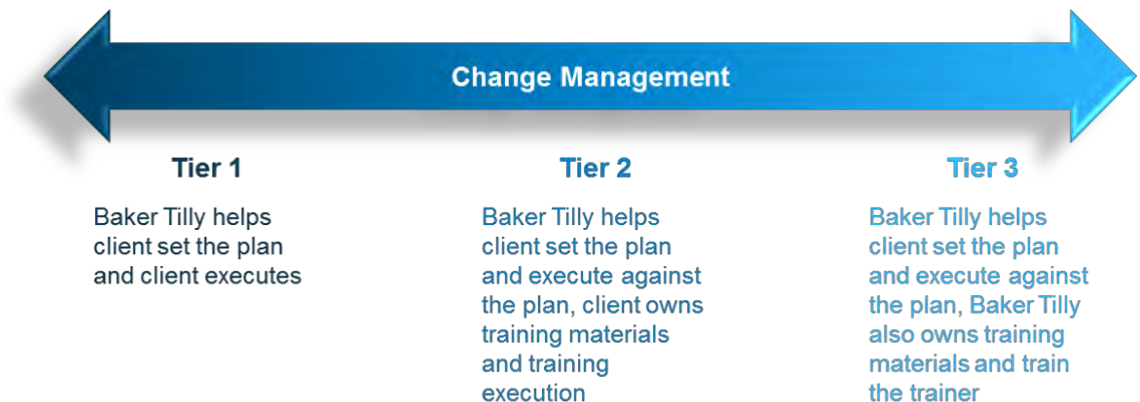 Change Management
Tier 1
Baker Tilly helps
client set the plan
and client executes
Tier 2
Baker Tilly helps
client set the plan
and execute against
the plan, client owns
training materials
and training
execution
Tier 3
Baker Tilly helps
client set the plan
and execute against
the plan, Baker Tilly
also owns training
materials and train
the trainer